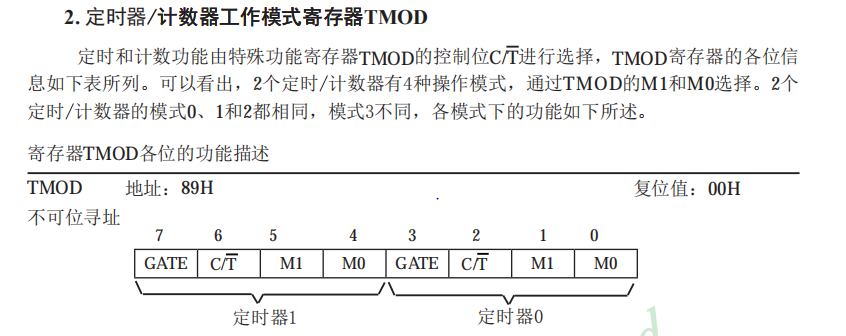 2. 定时器/计数器工作模式寄存器TMOD
定时和计数功能由特殊功能寄存器TMOD的控制位C/T̅进行选择，TMOD寄存器的各位信
息如下表所列。可以看出，2个定时/计数器有4种操作模式，通过TMOD的M1和M0选择。2个
定时/计数器的模式0、1和2都相同，模式3不同，各模式下的功能如下所述。
寄存器TMOD各位的功能描述
TMOD 地址：89H 复位值：00H
不可位寻址
7 6 5 4 3 2 1 0
GATE C/T̅ M1 M0 GATE C/T̅ M1 M0
定时器1 定时器0
d